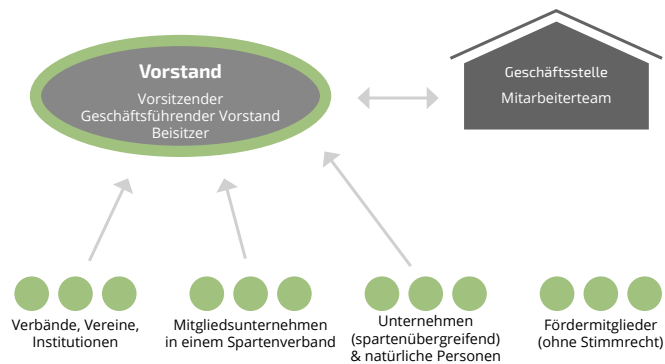 Vorstand
Vorsitzender
Geschäftsführender Vorstand
Beisitzer
Geschäftsstelle
Mitarbeiterteam
Verbände, Vereine,
Institutionen
Mitgliedsunternehmen
in einem Spartenverband
Unternehmen
(spartenübergreifend)
& natürliche Personen
Fördermitglieder
(ohne Stimmrecht)